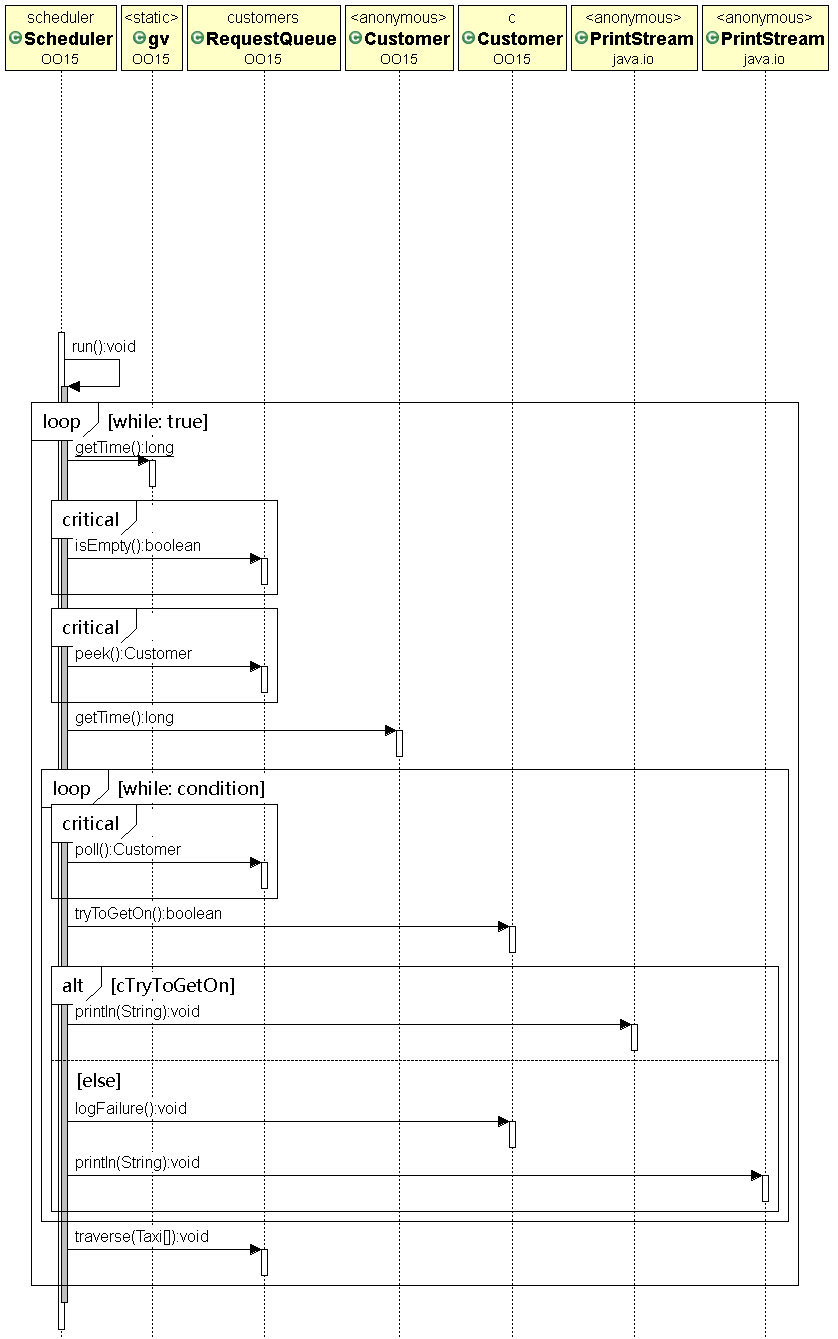 scheduler
Scheduler
OO15
<static>
gv
OO15
customers
RequestQueue
OO15
<anonymous>
Customer
OO15
c
Customer
OO15
<anonymous>
PrintStream
java.io
<anonymous>
PrintStream
java.io
run():void
loop [while: true]
getTime():long
critical
isEmpty():boolean
critical
peek():Customer
getTime():long
loop [while: condition]
critical
poll():Customer
tryToGetOn():boolean
alt [cTryToGetOn]
println(String):void
[else]
logFailure():void
println(String):void
traverse(Taxi[]):void